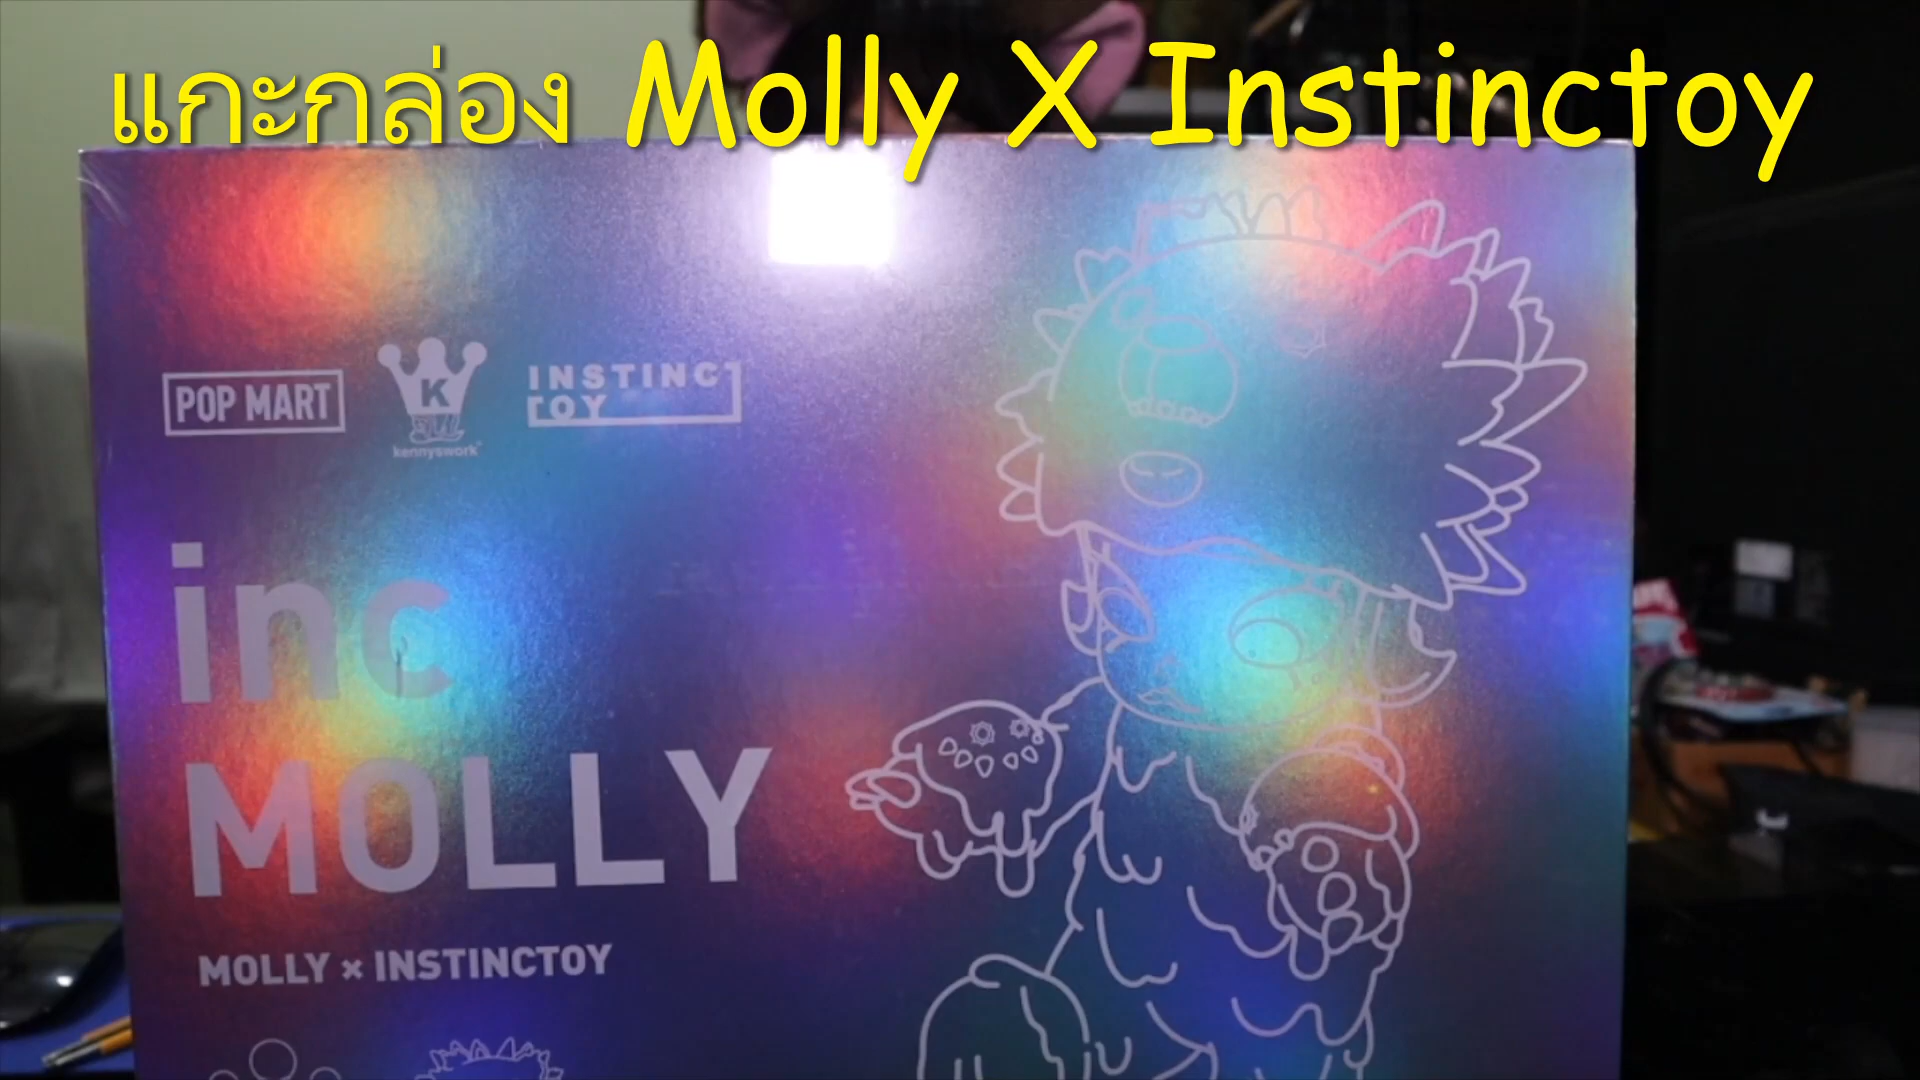 แกะกล่อง Molly X Instinctoy
POP MART
K
kennyswork
INSTINC
TOY
inc
MOLLY
MOLLY × INSTINCTOY